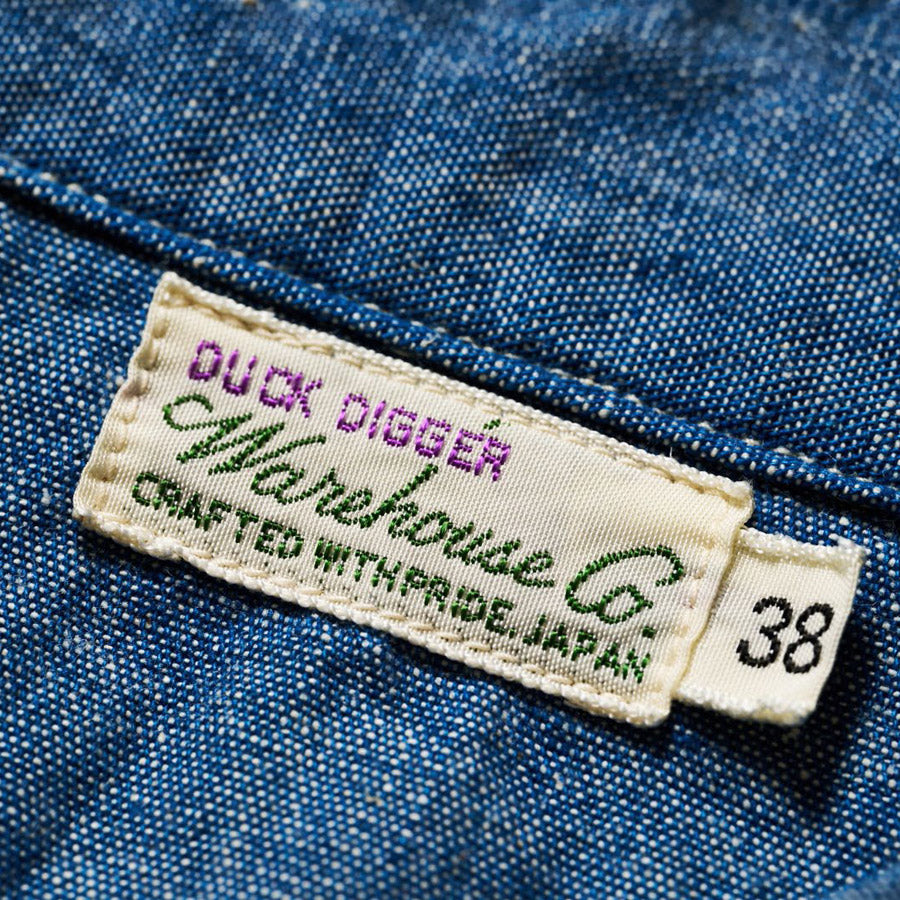 DUCK DIGGER
Warehouse Co.
CRAFTED WITH PRIDE. JAPAN
38